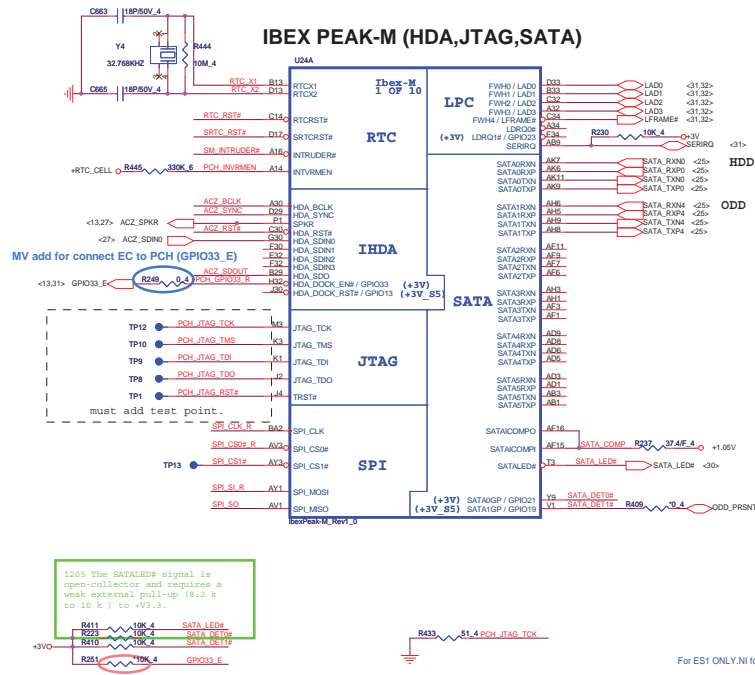 IBEX PEAK-M (HDA,JTAG,SATA)
C663 18P/50V_4
Y4
32.768KHZ
R444
10M_4
C665 18P/50V_4
RTC_X1
RTC_X2
B13
D13
RTC_RST# C14
SRTC_RST# D17
SM_INTRUDER# A16
+RTC_CELL R445 330K_6 PCH_INVRMEN A14
ACZ_BCLK A30
ACZ_SYNC D29
<13,27> ACZ_SPKR P1
ACZ_RST# C30
<27> ACZ_SDIN0 G30
F30
E32
F32
MV add for connect EC to PCH (GPIO33_E)
ACZ_SDOUT B29
<13,31> GPIO33_E R249 0_4 PCH_GPIO33_R H32
J30
TP12 PCH_JTAG_TCK M3
TP10 PCH_JTAG_TMS K3
TP9 PCH_JTAG_TDI K1
TP8 PCH_JTAG_TDO J2
TP1 PCH_JTAG_RST# J4
must add test point.
SPI_CLK_R BA2
SPI_CS0#_R AV3
TP13 SPI_CS1# AY3
SPI_SI_R AY1
SPI_SO AV1
U24A
Ibex-M
1 OF 10
RTCX1
RTCX2
RTCRST#
SRTCRST#
INTRUDER#
INTVRMEN
RTC
HDA_BCLK
HDA_SYNC
SPKR
HDA_RST#
HDA_SDIN0
HDA_SDIN1
HDA_SDIN2
HDA_SDIN3
HDA_SDO
HDA_DOCK_EN# / GPIO33 (+3V)
HDA_DOCK_RST# / GPIO13 (+3V_S5)
IHDA
JTAG_TCK
JTAG_TMS
JTAG_TDI
JTAG_TDO
TRST#
JTAG
SPI_CLK
SPI_CS0#
SPI_CS1#
SPI_MOSI
SPI_MISO
SPI
IbexPeak-M_Rev1_0
LPC
(+3V)
FWH0 / LAD0 D33 LAD0 <31,32>
FWH1 / LAD1 B33 LAD1 <31,32>
FWH2 / LAD2 C32 LAD2 <31,32>
FWH3 / LAD3 A32 LAD3 <31,32>
FWH4 / LFRAME# C34 LFRAME# <31,32>
LDRQ0# A34
LDRQ1# / GPIO23 F34 R230 10K_4 +3V
SERIRQ AB9 SERIRQ <31>
SATA
SATA0RXN AK7 SATA_RXN0 <25> HDD
SATA0RXP AK6 SATA_RXP0 <25>
SATA0TXN AK11 SATA_TXN0 <25>
SATA0TXP AK9 SATA_TXP0 <25>
SATA1RXN AH6 SATA_RXN4 <25> ODD
SATA1RXP AH5 SATA_RXP4 <25>
SATA1TXN AH9 SATA_TXN4 <25>
SATA1TXP AH8 SATA_TXP4 <25>
SATA2RXN AF11
SATA2RXP AF9
SATA2TXN AF7
SATA2TXP AF6
SATA3RXN AH3
SATA3RXP AH1
SATA3TXN AF3
SATA3TXP AF1
SATA4RXN AD9
SATA4RXP AD8
SATA4TXN AD6
SATA4TXP AD5
SATA5RXN AD3
SATA5RXP AD1
SATA5TXN AB3
SATA5TXP AB1
SATAICOMPO AF16
SATAICOMPI AF15 SATA_COMP R237 37.4/F_4 +1.05V
SATALED# T3 SATA_LED# SATA_LED# <30>
(+3V) SATA0GP / GPIO21 Y9 SATA_DET0#
(+3V_S5) SATA1GP / GPIO19 V1 SATA_DET1# R409 *0_4 ODD_PRSNT
1205 The SATALED# signal is
open-collector and requires a
weak external pull-up (8.2 k
to 10 k ) to +V3.3.
+3VO
R411 10K_4 SATA_LED#
R223 10K_4 SATA_DET0#
R410 10K_4 SATA_DET1#
R251 *10K_4 GPIO33_E
R433 51_4 PCH_JTAG_TCK
For ES1 ONLY.NI fo